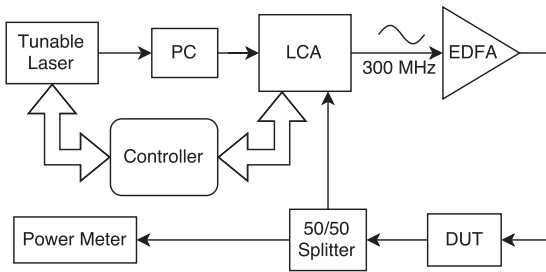 Tunable
Laser
PC
LCA
300 MHz
EDFA
Controller
Power Meter
50/50
Splitter
DUT